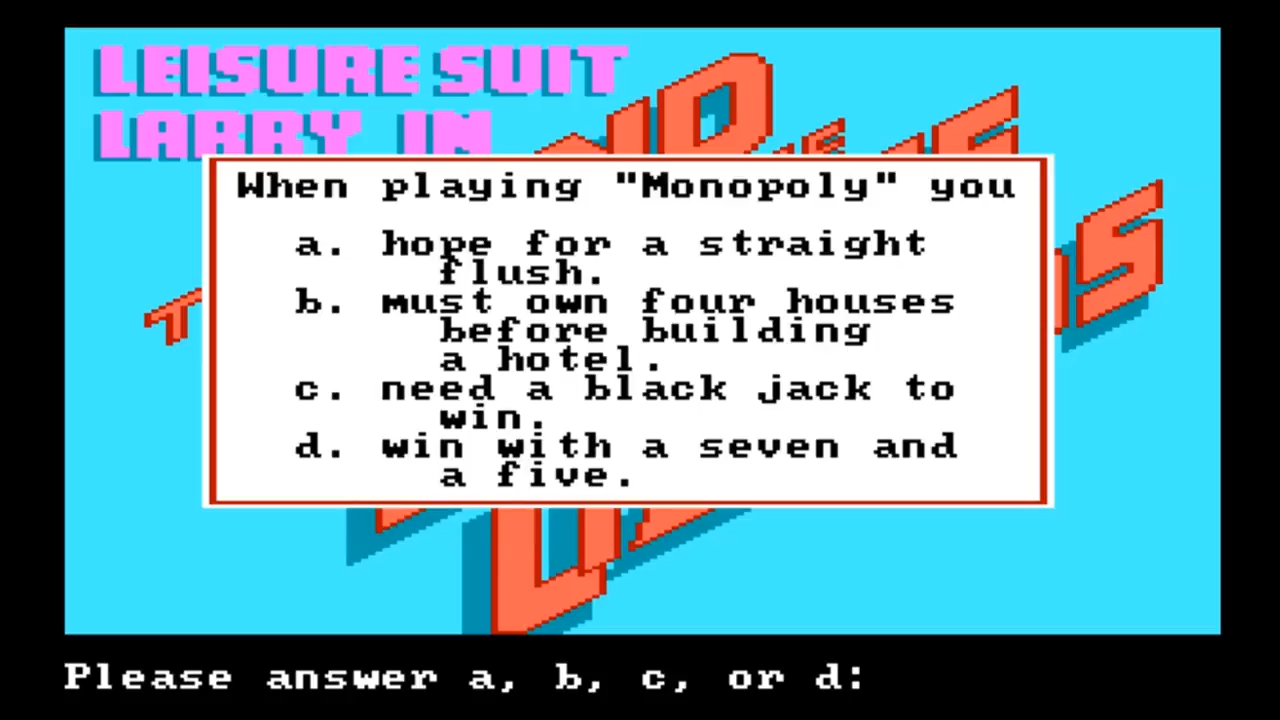 LEISURE SUIT
LARRY IN
When playing "Monopoly" you
a. hope for a straight
flush.
b. must own four houses
before building
a hotel.
c. need a black jack to
win.
d. win with a seven and
a five.
Please answer a, b, c, or d: